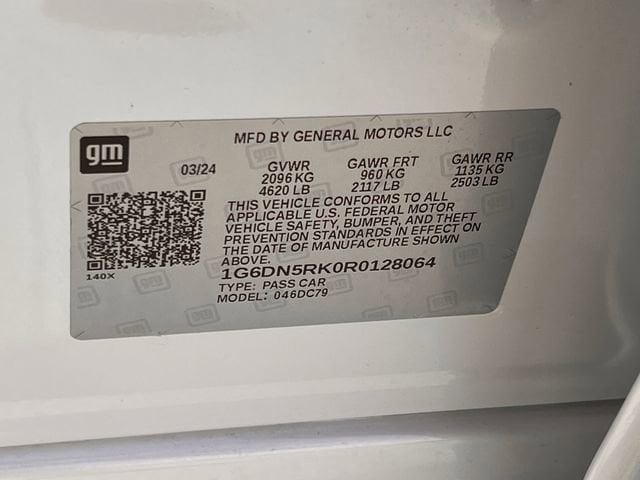 gm
MFD BY GENERAL MOTORS LLC
03/24
GVWR GAWR FRT GAWR RR
2096 KG 960 KG 1135 KG
4620 LB 2117 LB 2503 LB
THIS VEHICLE CONFORMS TO ALL
APPLICABLE U.S. FEDERAL MOTOR
VEHICLE SAFETY, BUMPER, AND THEFT
PREVENTION STANDARDS IN EFFECT ON
THE DATE OF MANUFACTURE SHOWN
ABOVE.
140X
1G6DN5RK0R0128064
TYPE: PASS CAR
MODEL: 046DC79